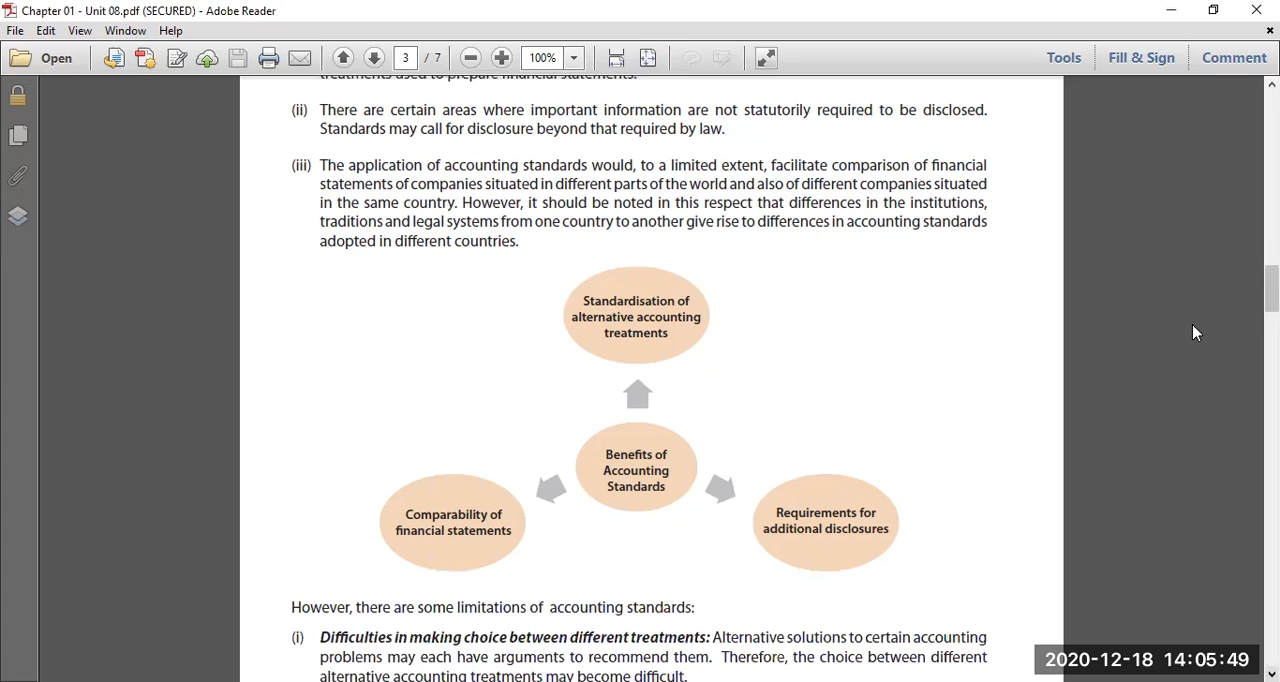 Chapter 01 - Unit 08.pdf (SECURED) - Adobe Reader
File Edit View Window Help
Open 3 / 7 100% Tools Fill & Sign Comment
treatments used to prepare financial statements.
(ii) There are certain areas where important information are not statutorily required to be disclosed.
Standards may call for disclosure beyond that required by law.
(iii) The application of accounting standards would, to a limited extent, facilitate comparison of financial
statements of companies situated in different parts of the world and also of different companies situated
in the same country. However, it should be noted in this respect that differences in the institutions,
traditions and legal systems from one country to another give rise to differences in accounting standards
adopted in different countries.
Standardisation of
alternative accounting
treatments
Benefits of
Accounting
Standards
Comparability of
financial statements
Requirements for
additional disclosures
However, there are some limitations of accounting standards:
(i) Difficulties in making choice between different treatments: Alternative solutions to certain accounting
problems may each have arguments to recommend them. Therefore, the choice between different
alternative accounting treatments may become difficult.
2020-12-18 14:05:49